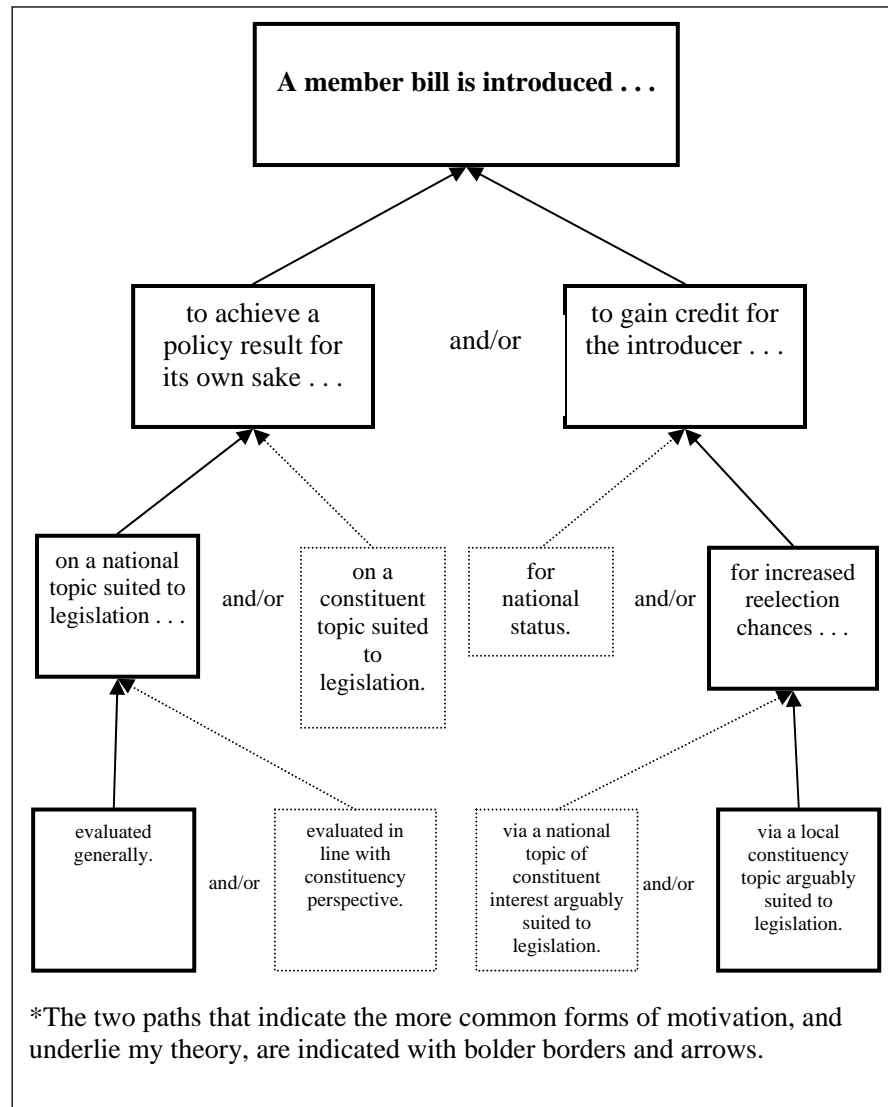 A member bill is introduced . . .
to achieve a
policy result for
its own sake . . .
and/or
to gain credit for
the introducer . . .
on a national
topic suited to
legislation . . .
and/or
on a
constituent
topic suited
to
legislation.
for
national
status.
and/or
for increased
reelection
chances . . .
evaluated
generally.
and/or
evaluated in
line with
constituency
perspective.
via a national
topic of
constituent
interest arguably
suited to
legislation.
and/or
via a local
constituency
topic arguably
suited to
legislation.
*The two paths that indicate the more common forms of motivation, and
underlie my theory, are indicated with bolder borders and arrows.